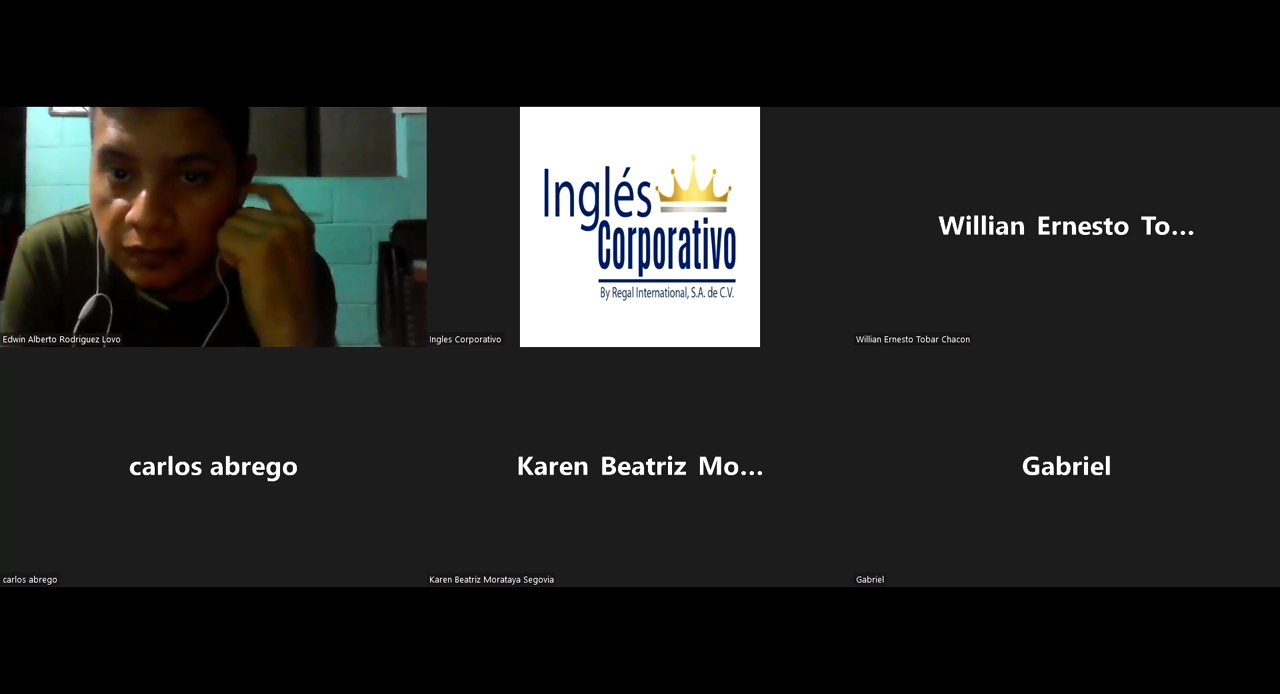 Inglés
Corporativo
By Regal International, S.A. de C.V.
Willian Ernesto To...
Edwin Alberto Rodriguez Lovo
Ingles Corporativo
Willian Ernesto Tobar Chacon
carlos abrego
Karen Beatriz Mo...
Gabriel
carlos abrego
Karen Beatriz Morataya Segovia
Gabriel